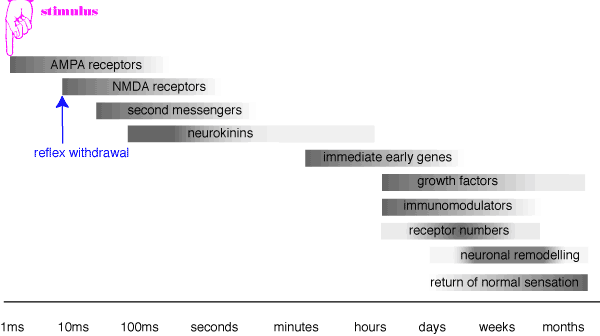 stimulus
AMPA receptors
NMDA receptors
second messengers
neurokinins
reflex withdrawal
immediate early genes
growth factors
immunomodulators
receptor numbers
neuronal remodelling
return of normal sensation
1ms 10ms 100ms seconds minutes hours days weeks months